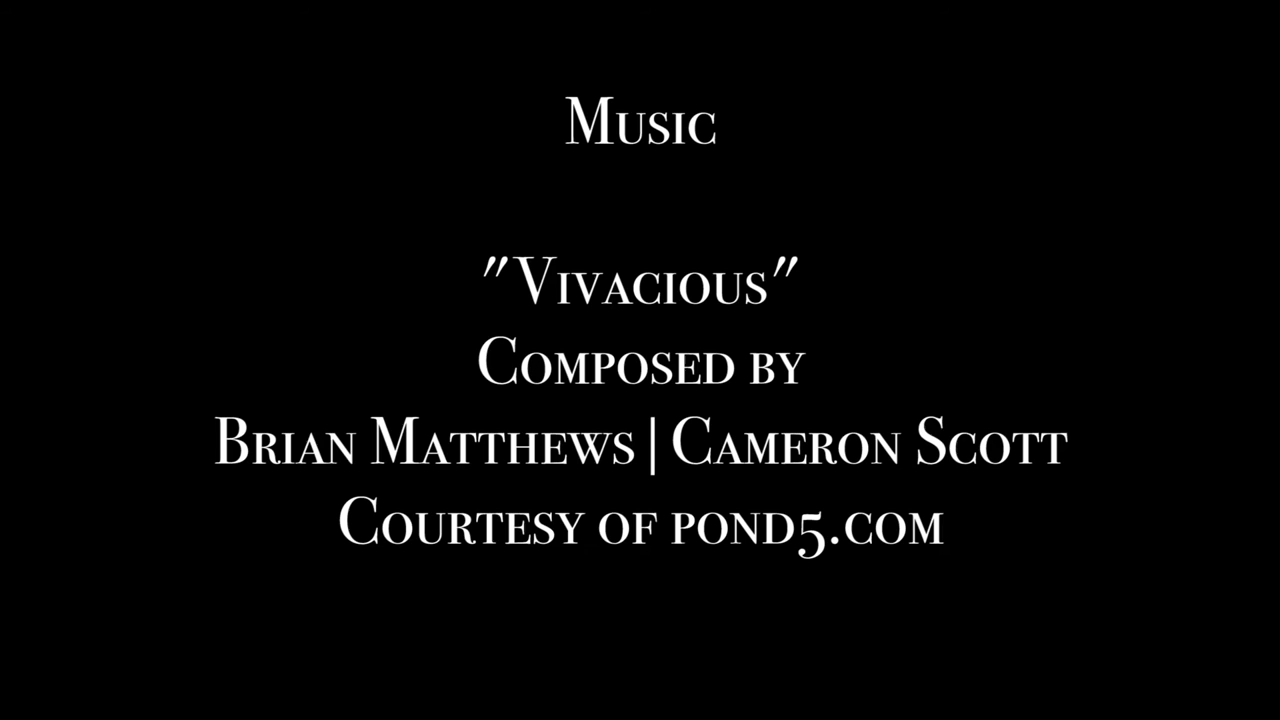 Music
"Vivacious"
Composed by
Brian Matthews | Cameron Scott
Courtesy of pond5.com